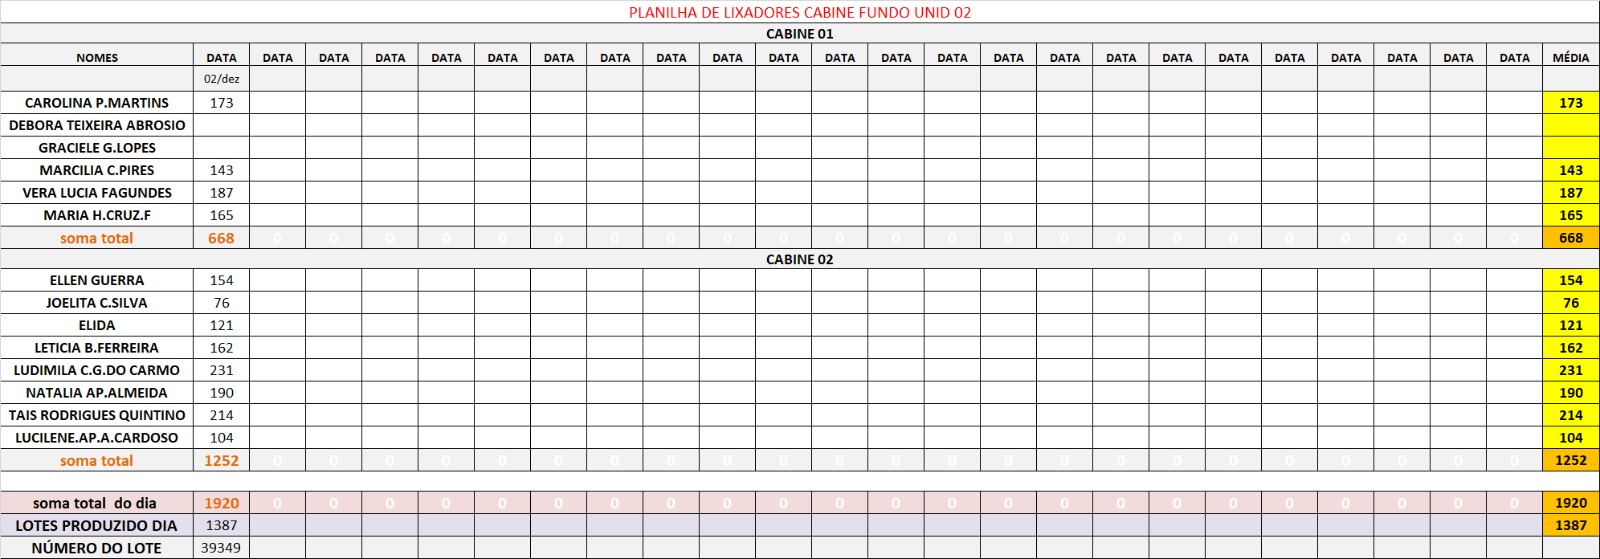 PLANILHA DE LIXADORES CABINE FUNDO UNID 02
CABINE 01
NOMES DATA DATA DATA DATA DATA DATA DATA DATA DATA DATA DATA DATA DATA DATA DATA DATA DATA DATA DATA DATA DATA DATA DATA DATA MÉDIA
02/dez
CAROLINA P.MARTINS 173 173
DEBORA TEIXEIRA ABROSIO
GRACIELE G.LOPES
MARCILIA C.PIRES 143 143
VERA LUCIA FAGUNDES 187 187
MARIA H.CRUZ.F 165 165
soma total 668 0 0 0 0 0 0 0 0 0 0 0 0 0 0 0 0 0 0 0 0 0 0 0 668
CABINE 02
ELLEN GUERRA 154 154
JOELITA C.SILVA 76 76
ELIDA 121 121
LETICIA B.FERREIRA 162 162
LUDIMILA C.G.DO CARMO 231 231
NATALIA AP.ALMEIDA 190 190
TAIS RODRIGUES QUINTINO 214 214
LUCILENE.AP.A.CARDOSO 104 104
soma total 1252 0 0 0 0 0 0 0 0 0 0 0 0 0 0 0 0 0 0 0 0 0 0 0 1252
soma total do dia 1920 0 0 0 0 0 0 0 0 0 0 0 0 0 0 0 0 0 0 0 0 0 0 0 1920
LOTES PRODUZIDO DIA 1387 1387
NÚMERO DO LOTE 39349